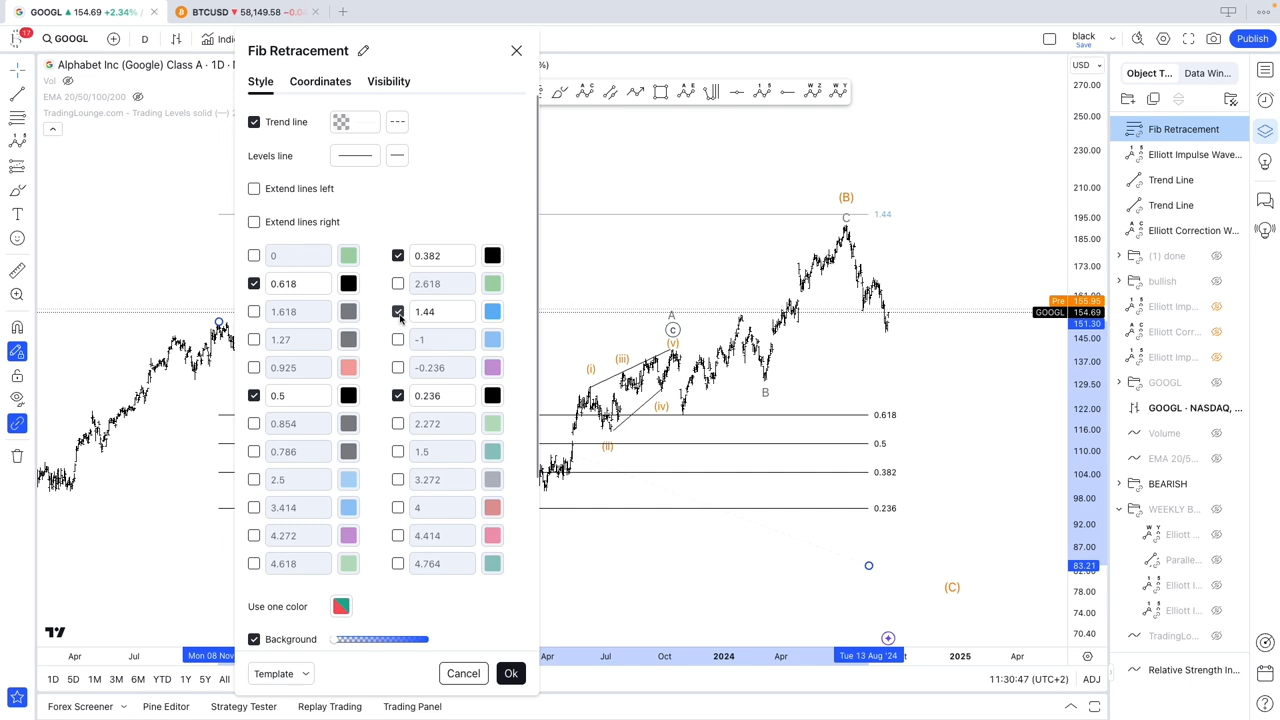 GOOGL ▲ 154.69 +2.34%
BTCUSD ▼ 58,149.58 −0.0
17
GOOGL
D
Indi
black
Save
Publish
Alphabet Inc (Google) Class A · 1D · N
%)
Vol
EMA 20/50/100/200
TradingLounge.com - Trading Levels solid (—) 2
Fib Retracement
Style
Coordinates
Visibility
Trend line
Levels line
Extend lines left
Extend lines right
0
0.382
0.618
2.618
1.618
1.44
1.27
-1
0.925
-0.236
0.5
0.236
0.854
2.272
0.786
1.5
2.5
3.272
3.414
4
4.272
4.414
4.618
4.764
Use one color
Background
Template
Cancel
Ok
(B)
C
1.44
A
(c)
(v)
(iii)
(i)
(iv)
(ii)
B
0.618
0.5
0.382
0.236
(C)
USD
270.00
250.00
230.00
210.00
195.00
185.00
173.00
161.00
Pre 155.95
GOOGL 154.69
151.30
145.00
137.00
129.50
122.00
116.00
110.00
104.00
98.00
92.00
87.00
83.21
78.00
74.00
70.40
Object T...
Data Win...
Fib Retracement
Elliott Impulse Wave...
Trend Line
Trend Line
Elliott Correction W...
(1) done
bullish
Elliott Imp...
Elliott Corr...
Elliott Imp...
GOOGL
GOOGL · NASDAQ, ...
Volume
EMA 20/5...
BEARISH
WEEKLY B...
Elliott ...
Paralle...
Elliott I...
Elliott I...
TradingLo...
Relative Strength In...
Apr
Jul
Mon 08 Nov
Apr
Jul
Oct
2024
Apr
Tue 13 Aug '24
t
2025
Apr
1D
5D
1M
3M
6M
YTD
1Y
5Y
All
11:30:47 (UTC+2)
ADJ
Forex Screener
Pine Editor
Strategy Tester
Replay Trading
Trading Panel